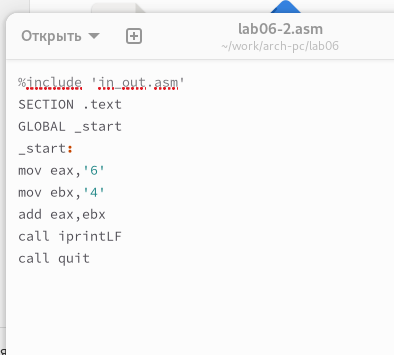 Открыть
lab06-2.asm
~/work/arch-pc/lab06
%include 'in_out.asm'
SECTION .text
GLOBAL _start
_start:
mov eax,'6'
mov ebx,'4'
add eax,ebx
call iprintLF
call quit
я